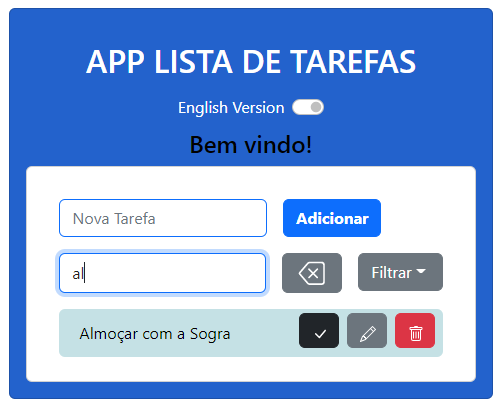 APP LISTA DE TAREFAS
English Version
Bem vindo!
Nova Tarefa
Adicionar
al
Filtrar
Almoçar com a Sogra